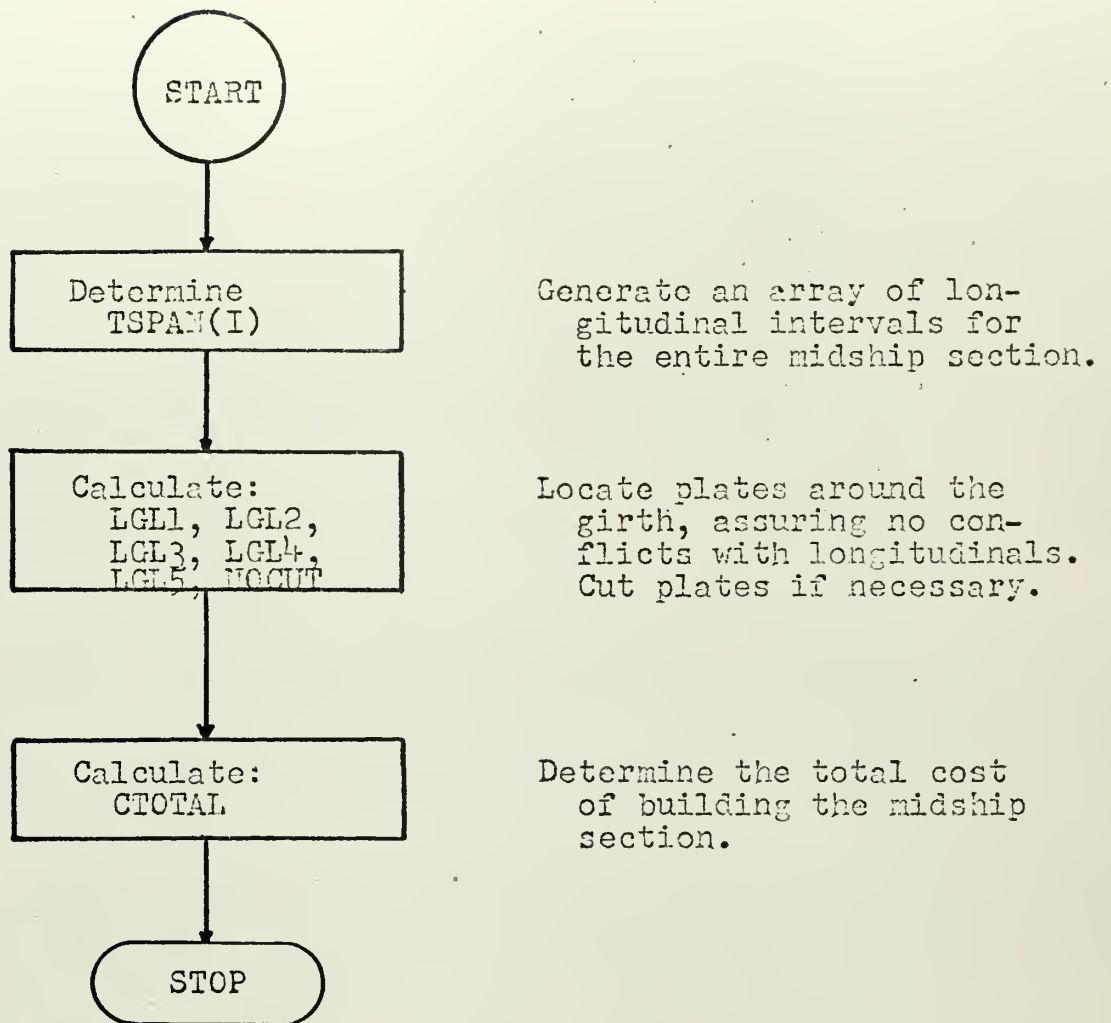 START
Determine
TSPAN(I)
Generate an array of lon-
gitudinal intervals for
the entire midship section.
Calculate:
LGL1, LGL2,
LGL3, LGL4,
LGL5, NOCUT
Locate plates around the
girth, assuring no con-
flicts with longitudinals.
Cut plates if necessary.
Calculate:
CTOTAL
Determine the total cost
of building the midship
section.
STOP